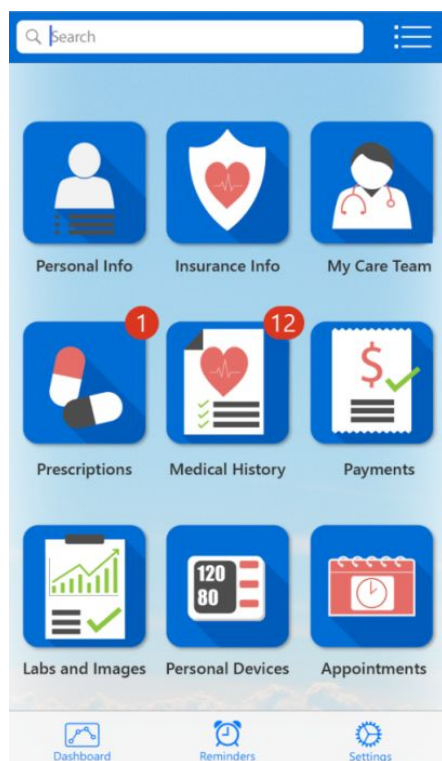 Search
Personal Info Insurance Info My Care Team
1 12
$
Prescriptions Medical History Payments
120
80
Labs and Images Personal Devices Appointments
Dashboard Reminders Settings